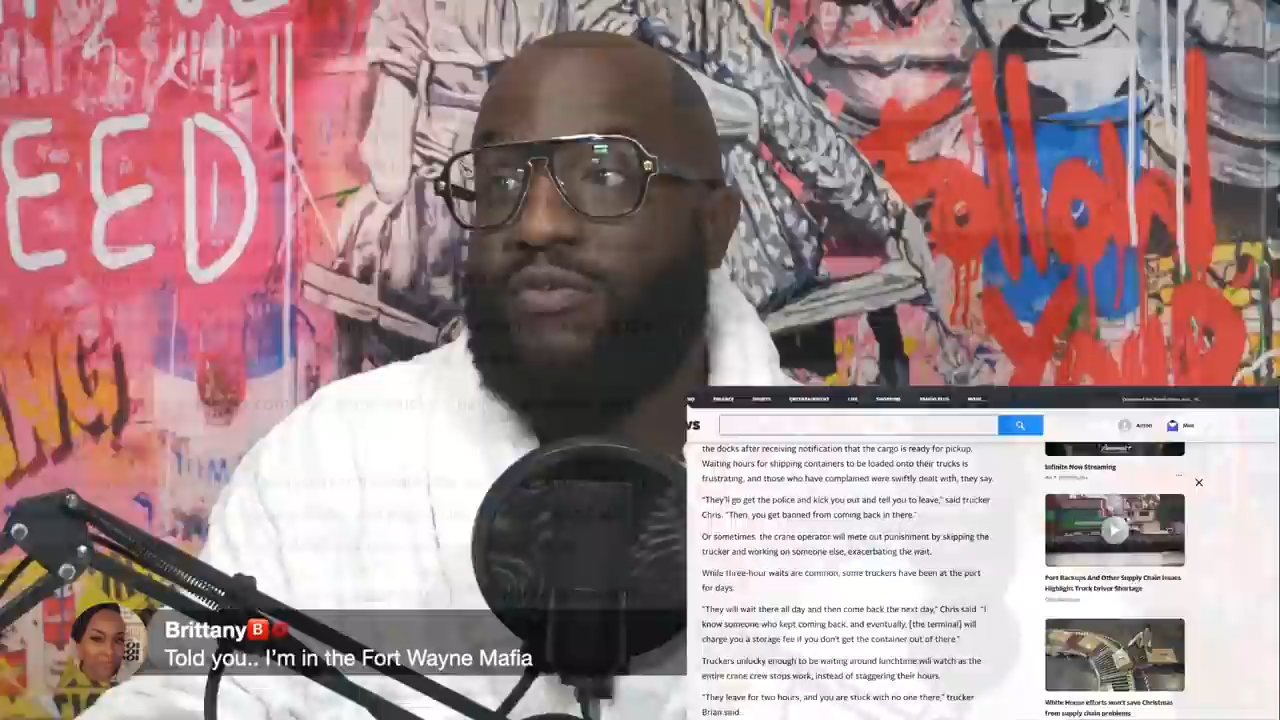 EED
Follow
Your
FINANCE SPORTS ENTERTAINMENT LIFE SHOPPING YAHOO PLUS MORE...
the docks after receiving notification that the cargo is ready for pickup.
Waiting hours for shipping containers to be loaded onto their trucks is
frustrating, and those who have complained were swiftly dealt with, they say.
"They'll go get the police and kick you out and tell you to leave," said trucker
Chris. "Then, you get banned from coming back in there."
Or sometimes, the crane operator will mete out punishment by skipping the
trucker and working on someone else, exacerbating the wait.
While three-hour waits are common, some truckers have been at the port
for days.
"They will wait there all day and then come back the next day," Chris said. "I
know someone who kept coming back, and eventually, [the terminal] will
charge you a storage fee if you don't get the container out of there."
Truckers unlucky enough to be waiting around lunchtime will watch as the
entire crane crew stops work, instead of staggering their hours.
"They leave for two hours, and you are stuck with no one there," trucker
Brian said.
Infinite Now Streaming
Port Backups And Other Supply Chain Issues
Highlight Truck Driver Shortage
White House efforts won't save Christmas
from supply chain problems
Brittany🅱️
Told you.. I'm in the Fort Wayne Mafia